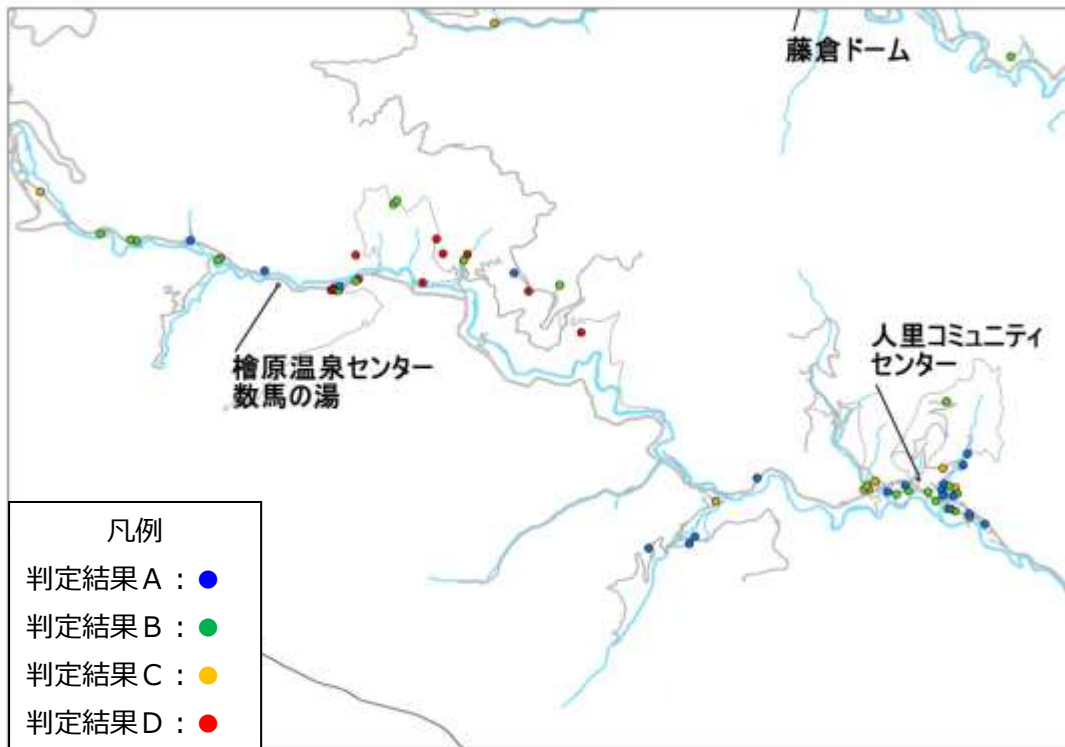 藤倉ドーム
檜原温泉センター
数馬の湯
人里コミュニティ
センター
凡例
判定結果A：●
判定結果B：●
判定結果C：●
判定結果D：●